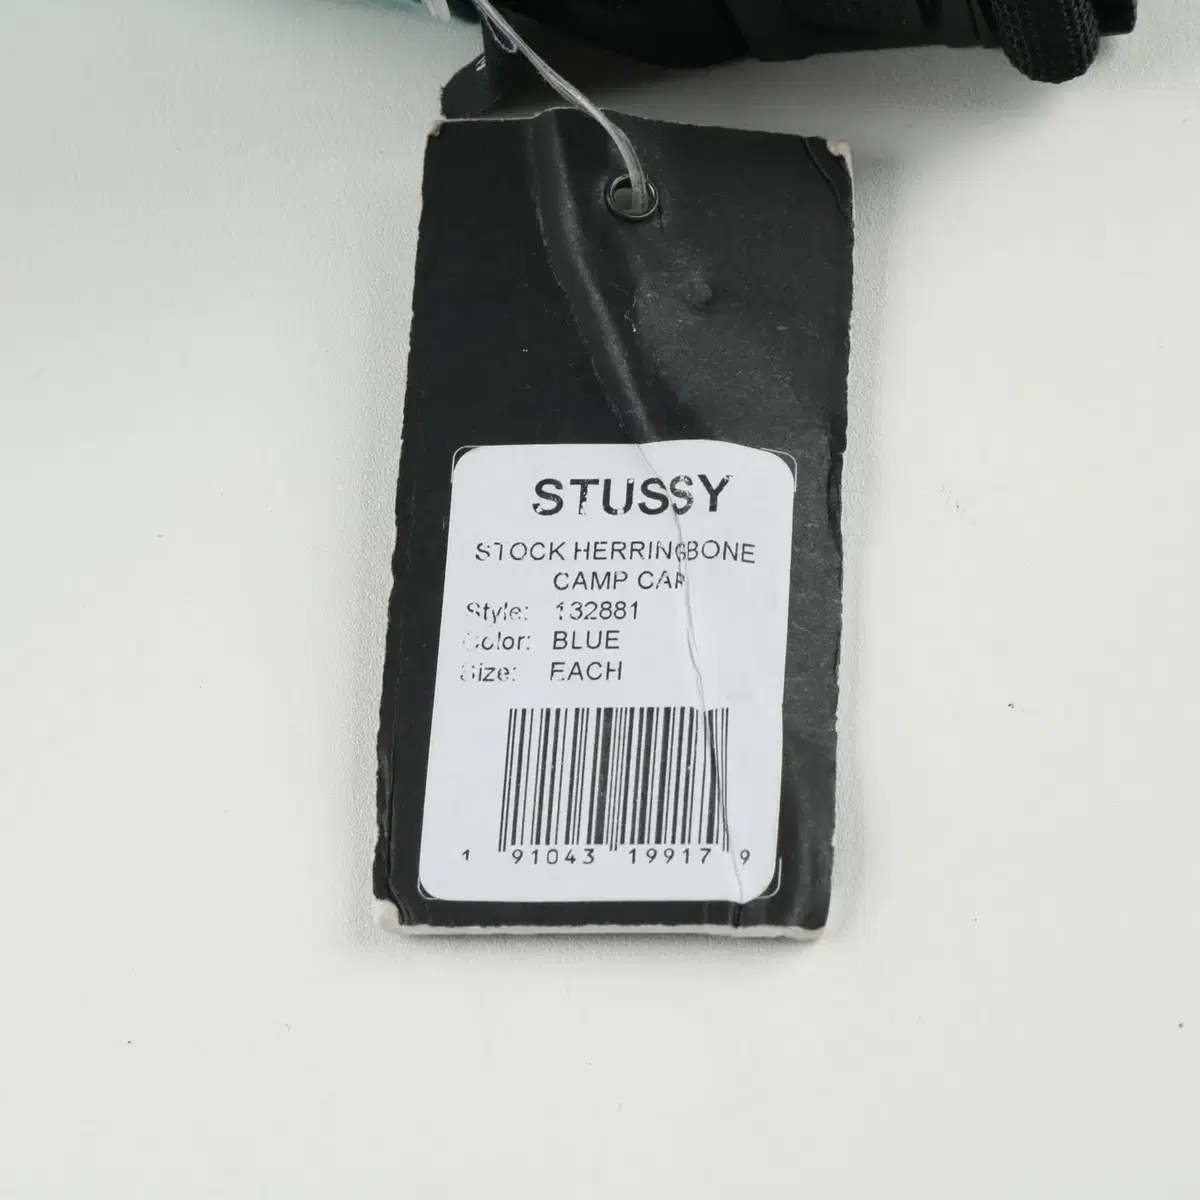 STUSSY
STOCK HERRINGBONE
CAMP CAP
Style: 132881
Color: BLUE
Size: EACH
1 91043 19917 9